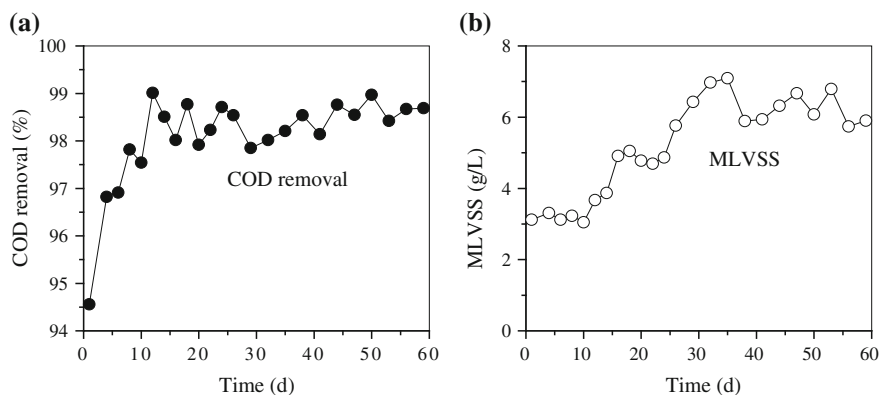 (a)
100
99
98
97
96
95
94
COD removal (%)
COD removal
0 10 20 30 40 50 60
Time (d)
(b)
8
6
4
2
0
MLVSS (g/L)
MLVSS
0 10 20 30 40 50 60
Time (d)